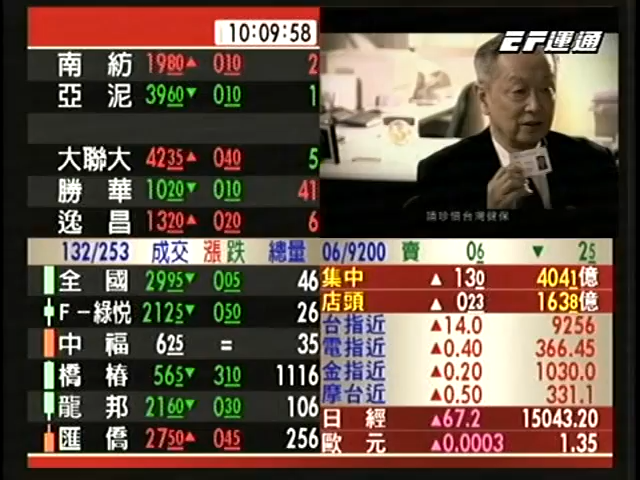 10:09:58
EF運通
南紡 1980▲ 010 2
亞泥 3960▼ 010 1
大聯大 4235▲ 040 5
勝華 1020▼ 010 41
逸昌 1320▲ 020 6
請珍惜台灣健保
132/253 成交 漲跌 總量
06/9200 賣 06 ▼ 25
全國 2995▼ 005 46
F－綠悅 2125▼ 050 26
中福 625 = 35
橋椿 565▼ 310 1116
龍邦 2160▼ 030 106
匯僑 2750▲ 045 256
集中 ▲ 130 4041億
店頭 ▲ 023 1638億
台指近 ▲14.0 9256
電指近 ▲0.40 366.45
金指近 ▲0.20 1030.0
摩台近 ▲0.50 331.1
日經 ▲67.2 15043.20
歐元 ▲0.0003 1.35